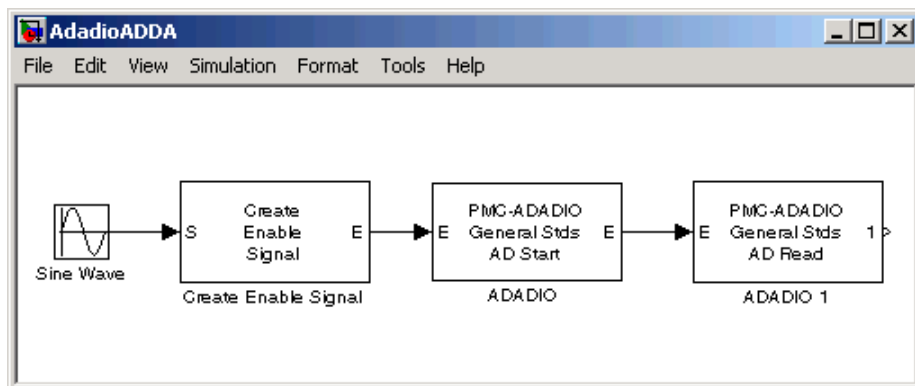 AdadioADDA
File Edit View Simulation Format Tools Help
Create
Enable
Signal
S
E
PMC-ADADIO
General Stds
AD Start
E
E
PMC-ADADIO
General Stds
AD Read
E
1
Sine Wave
Create Enable Signal
ADADIO
ADADIO 1